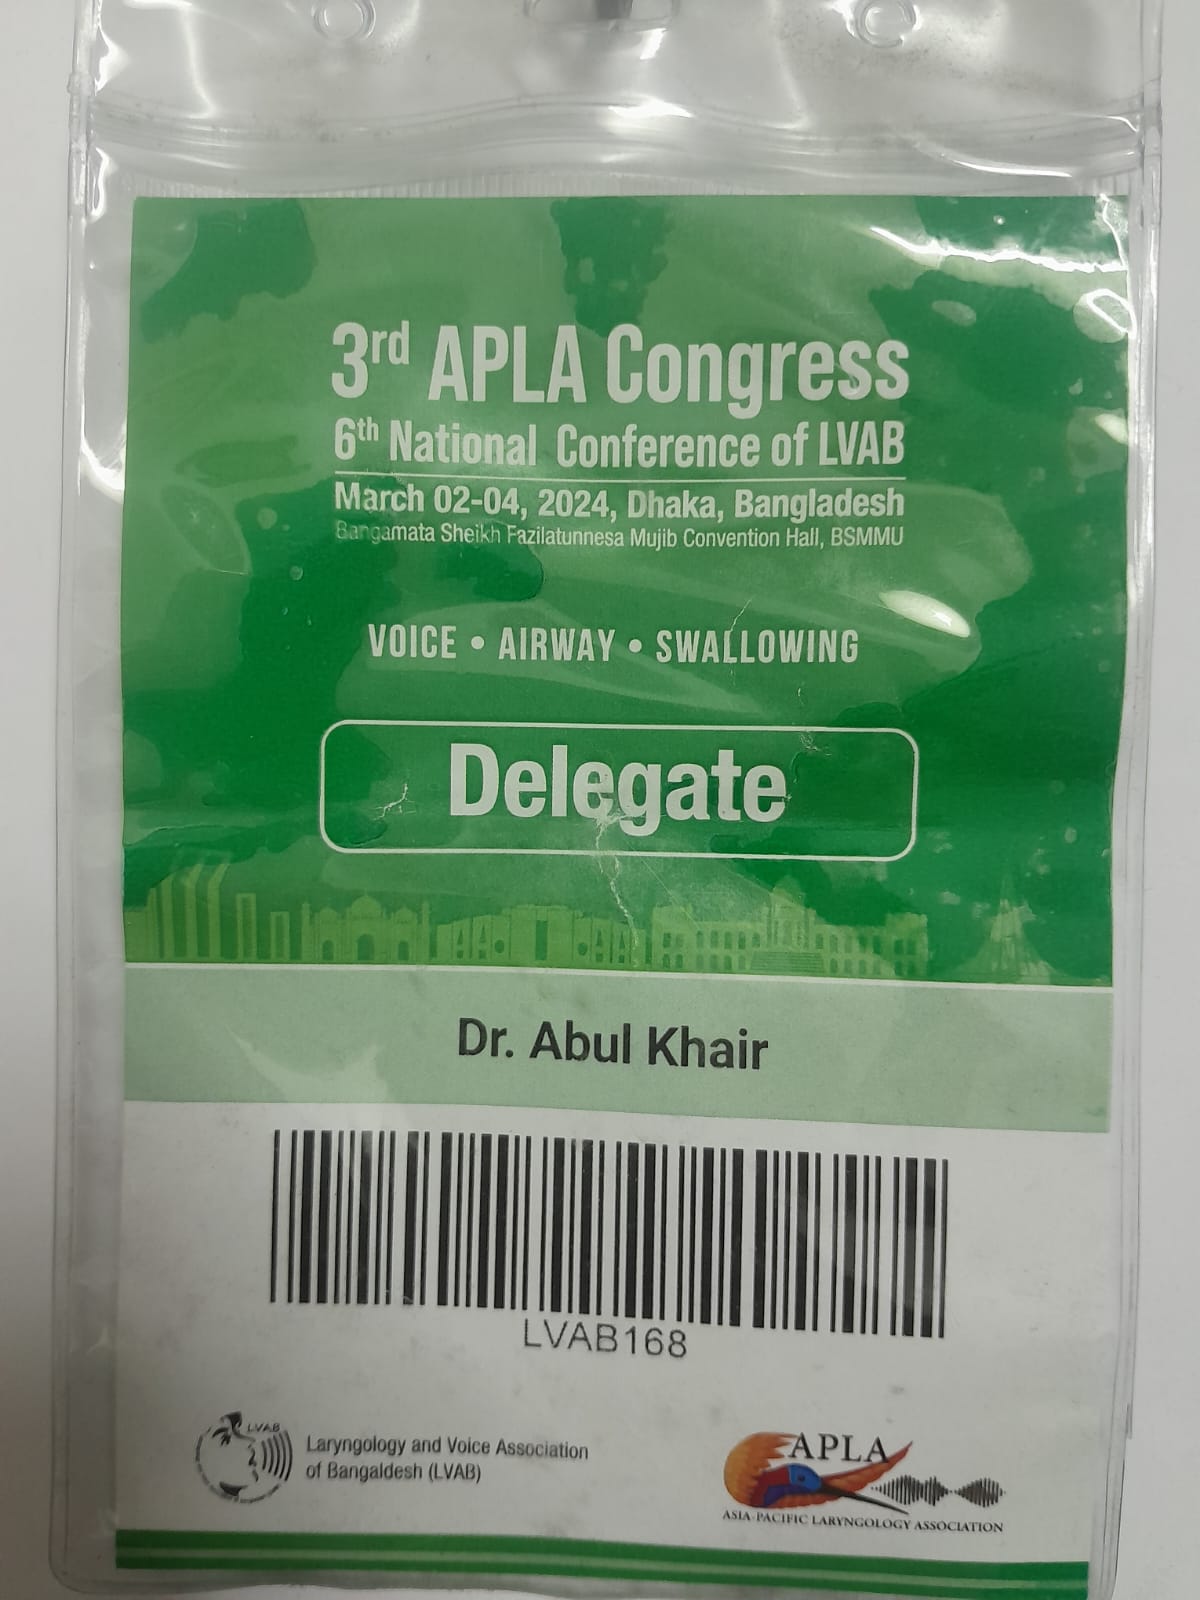 3rd APLA Congress
6th National Conference of LVAB
March 02-04, 2024, Dhaka, Bangladesh
Bangamata Sheikh Fazilatunnesa Mujib Convention Hall, BSMMU
VOICE • AIRWAY • SWALLOWING
Delegate
Dr. Abul Khair
LVAB168
LVAB
Laryngology and Voice Association
of Bangaldesh (LVAB)
APLA
ASIA-PACIFIC LARYNGOLOGY ASSOCIATION